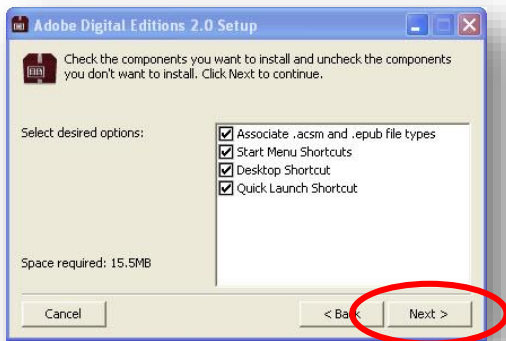 Adobe Digital Editions 2.0 Setup
Check the components you want to install and uncheck the components
you don't want to install. Click Next to continue.
Select desired options:
Associate .acsm and .epub file types
Start Menu Shortcuts
Desktop Shortcut
Quick Launch Shortcut
Space required: 15.5MB
Cancel
< Back
Next >